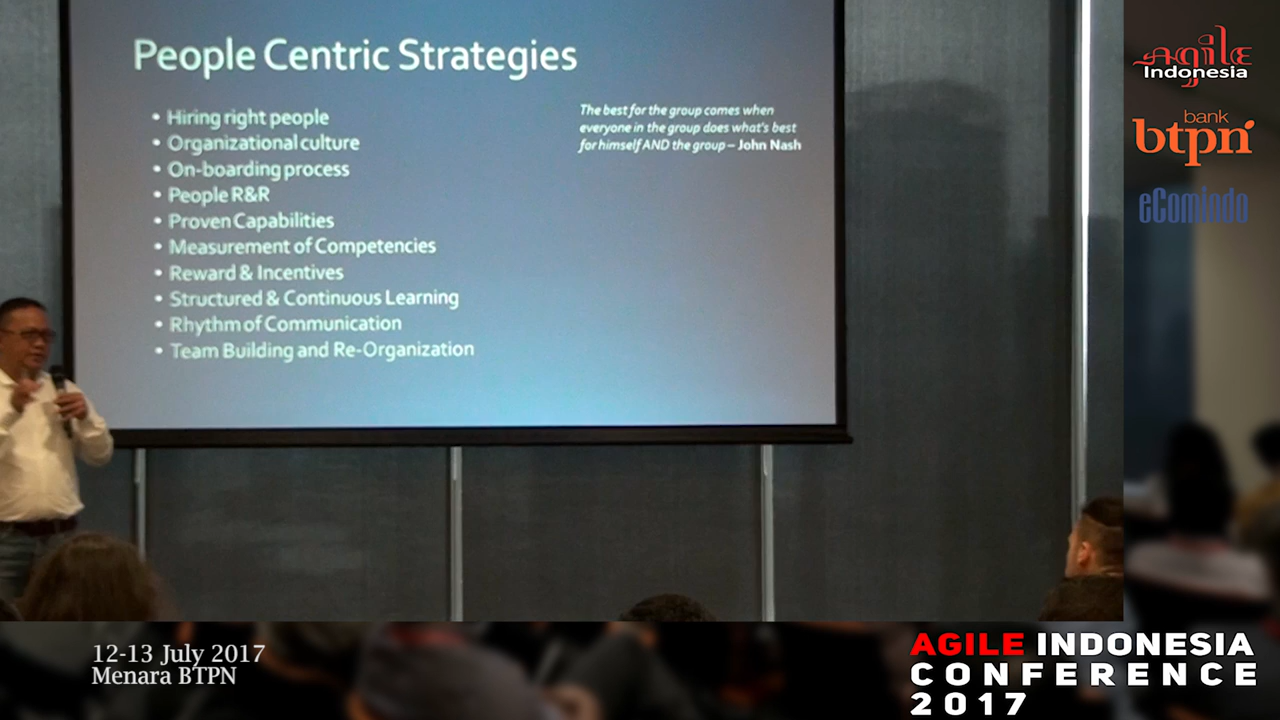 People Centric Strategies
• Hiring right people
• Organizational culture
• On-boarding process
• People R&R
• Proven Capabilities
• Measurement of Competencies
• Reward & Incentives
• Structured & Continuous Learning
• Rhythm of Communication
• Team Building and Re-Organization
The best for the group comes when
everyone in the group does what's best
for himself AND the group – John Nash
agile
Indonesia
bank
btpn
eComindo
12-13 July 2017
Menara BTPN
AGILE INDONESIA
CONFERENCE
2017